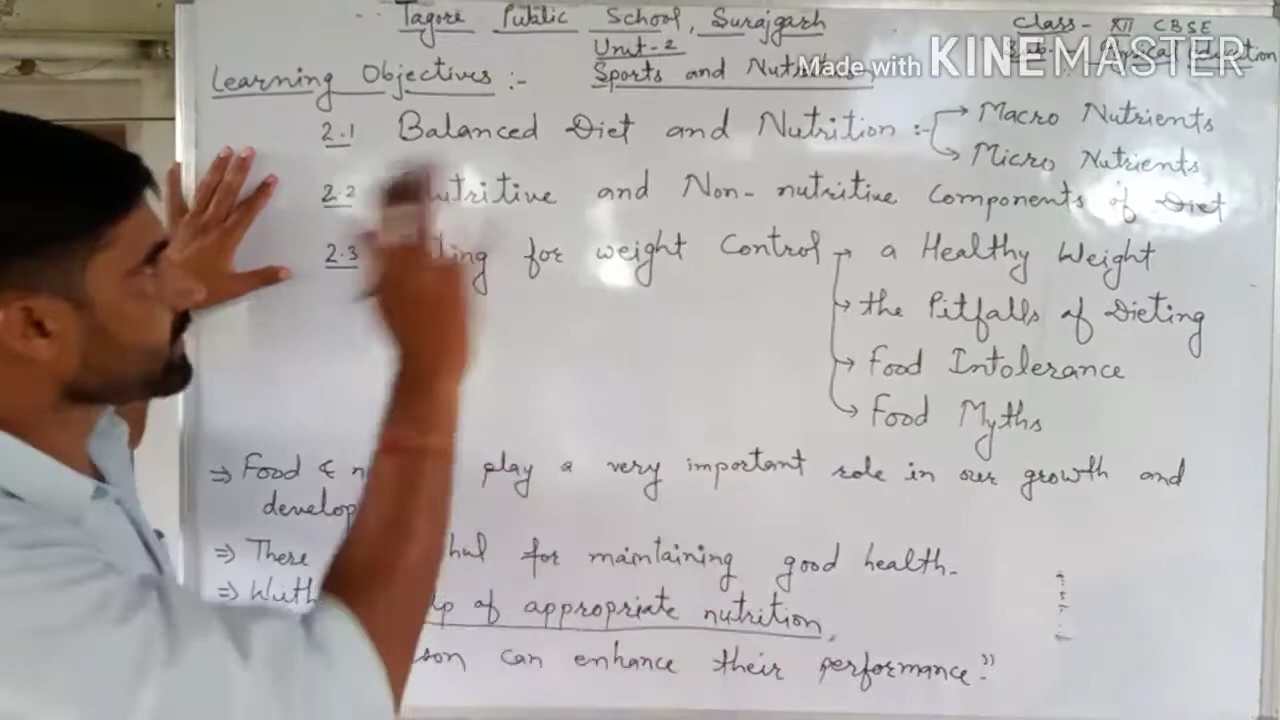 Tagore Public School, Surajgarh
Class - XII CBSE
Unit-2
Made with KINEMASTER
Physical Education
Learning Objectives :-
Sports and
2.1 Balanced Diet and Nutrition :-
Macro Nutrients
Micro Nutrients
2.2 utritive and Non-nutritive Components of Diet
2.3 ting for weight Control → a Healthy Weight
→ the Pitfalls of Dieting
→ Food Intolerance
→ Food Myths
⇒ Food & n play a very important role in our growth and
develop
⇒ There for maintaining good health.
⇒ With lp of appropriate nutrition,
son can enhance their performance."